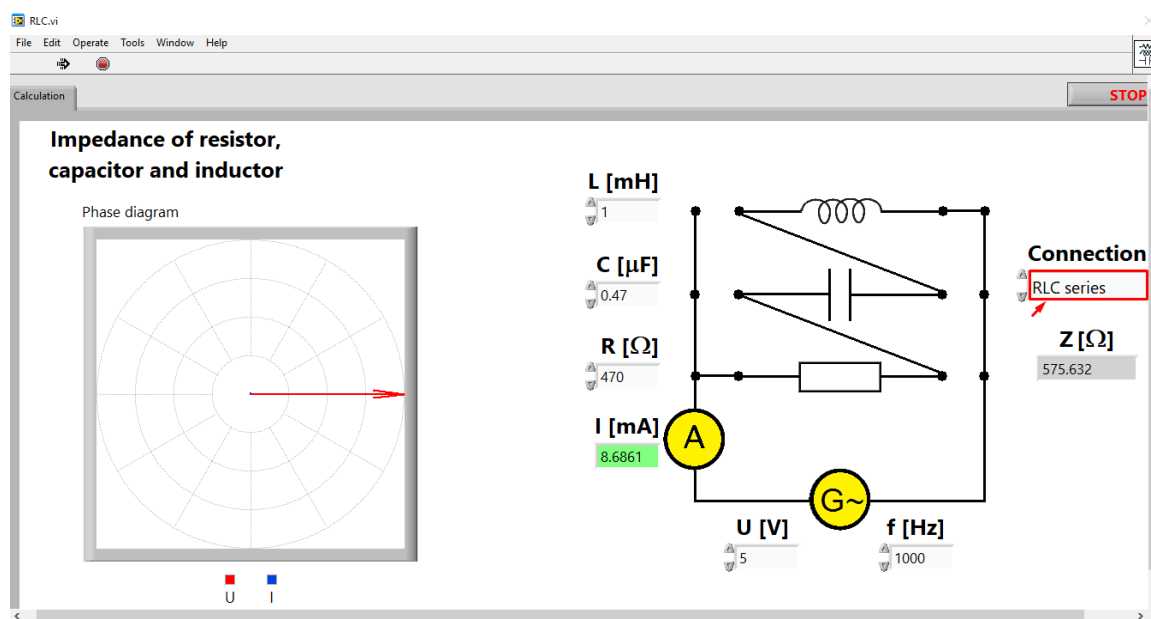 RLC.vi
File Edit Operate Tools Window Help
Calculation
STOP
Impedance of resistor,
capacitor and inductor
Phase diagram
U I
L [mH]
1
C [μF]
0.47
R [Ω]
470
I [mA]
8.6861
A
G~
U [V]
5
f [Hz]
1000
Connection
RLC series
Z [Ω]
575.632